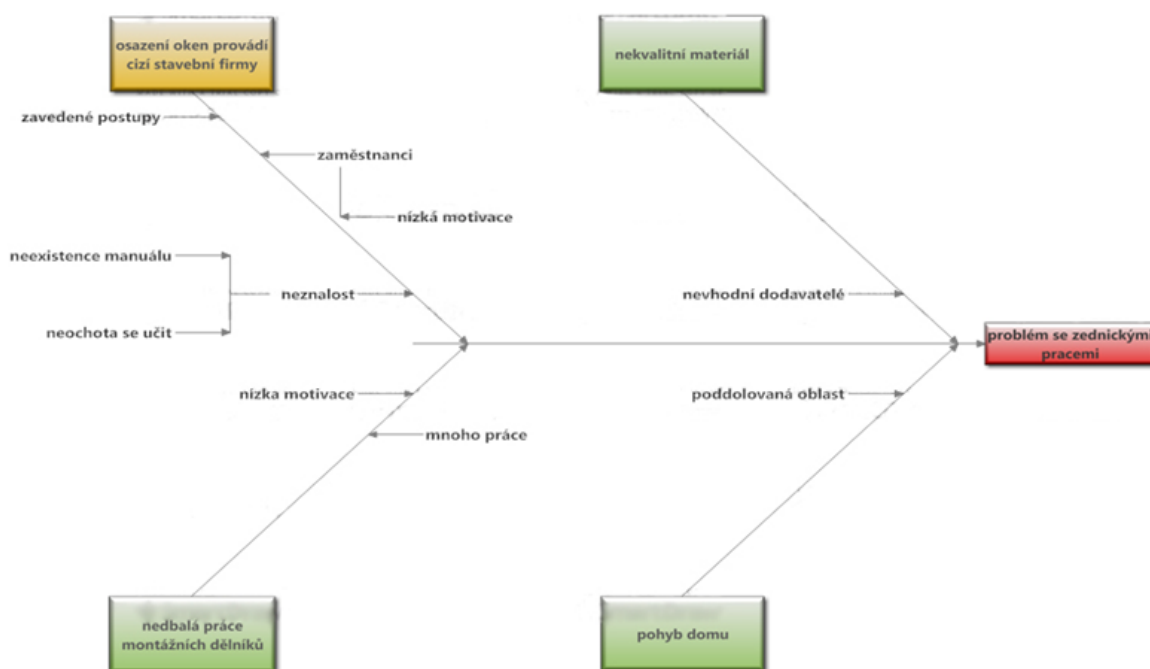 osazení oken provádí
cizí stavební firmy
nekvalitní materiál
zavedené postupy
zaměstnanci
nízká motivace
neexistence manuálu
neznalost
nevhodní dodavatelé
neochota se učit
problém se zednickými
pracemi
nízka motivace
poddolovaná oblast
mnoho práce
nedbalá práce
montážních dělníků
pohyb domu